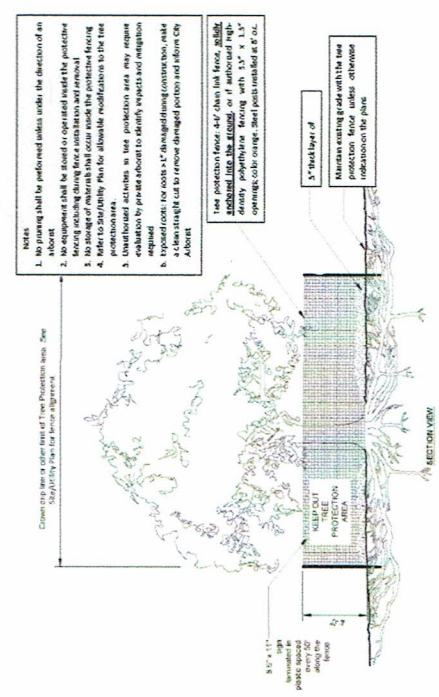 Notes
1. No pruning shall be performed unless under the direction of an
arborist
2. No equipment shall be stored or operated inside the protective
fencing including during fence installation and removal
3. No storage of materials shall occur inside the protective fencing
4. Refer to Site/Utility Plan for allowable modifications to the tree
protection area.
5. Unauthorized activities in tree protection area may require
evaluation by private arborist to identify impacts and mitigation
required
6. Exposed roots: for roots >1" damaged during construction, make
a clean straight cut to remove damaged portion and inform City
Arborist
Crown drip line or other limit of Tree Protection area. See
Site/Utility Plan for fence alignment.
Tree protection fence: 4-6' chain link fence, solidly
anchored into the ground, or if authorized high-
density polyethylene fencing with 3.5" x 1.5"
openings; color orange. Steel posts installed at 8' o.c.
5" thick layer of
Maintain existing grade with the tree
protection fence unless otherwise
indicated on the plans
KEEP OUT
TREE
PROTECTION
AREA
8.5" x 11"
sign
laminated in
plastic spaced
every 50'
along the
fence
SECTION VIEW